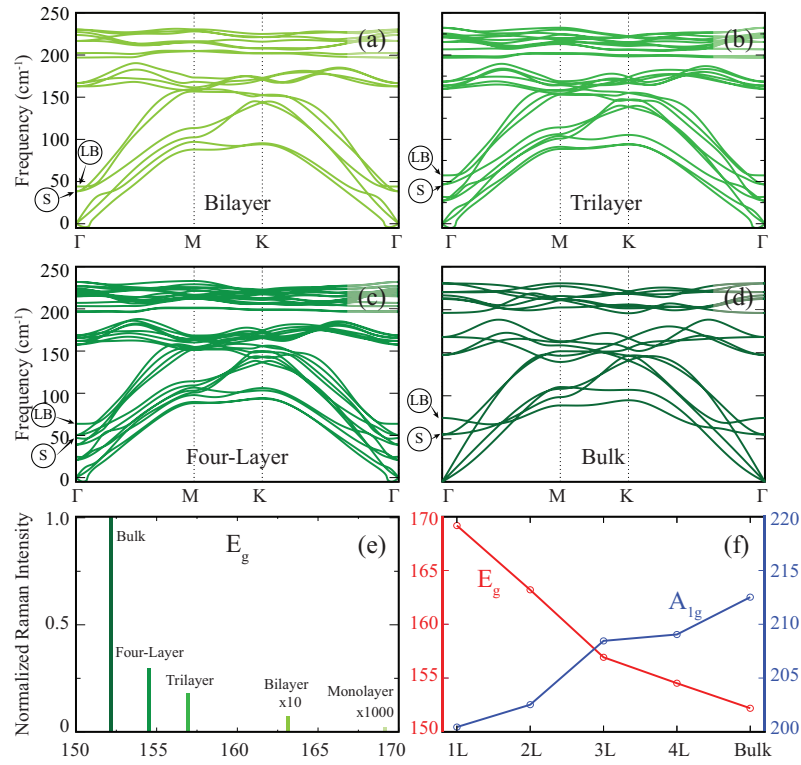 250
200
150
100
50
0
Frequency (cm-1)
LB
S
(a)
Bilayer
Γ
M
K
Γ
(b)
LB
S
Trilayer
Γ
M
K
Γ
250
200
150
100
50
0
Frequency (cm-1)
LB
S
(c)
Four-Layer
Γ
M
K
Γ
(d)
LB
S
Bulk
Γ
M
K
Γ
Normalized Raman Intensity
1.0
0.5
0
Bulk
Eg
(e)
Four-Layer
Trilayer
Bilayer
x10
Monolayer
x1000
150
155
160
165
170
170
165
160
155
150
Eg
A1g
(f)
220
215
210
205
200
1L
2L
3L
4L
Bulk